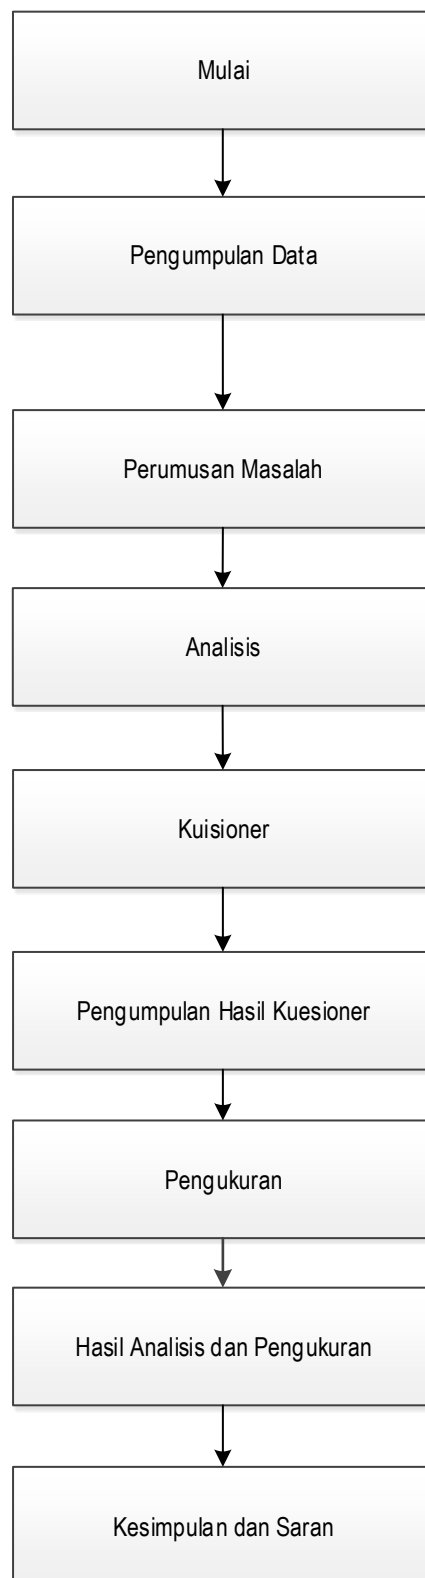 Mulai
Pengumpulan Data
Perumusan Masalah
Analisis
Kuisioner
Pengumpulan Hasil Kuesioner
Pengukuran
Hasil Analisis dan Pengukuran
Kesimpulan dan Saran